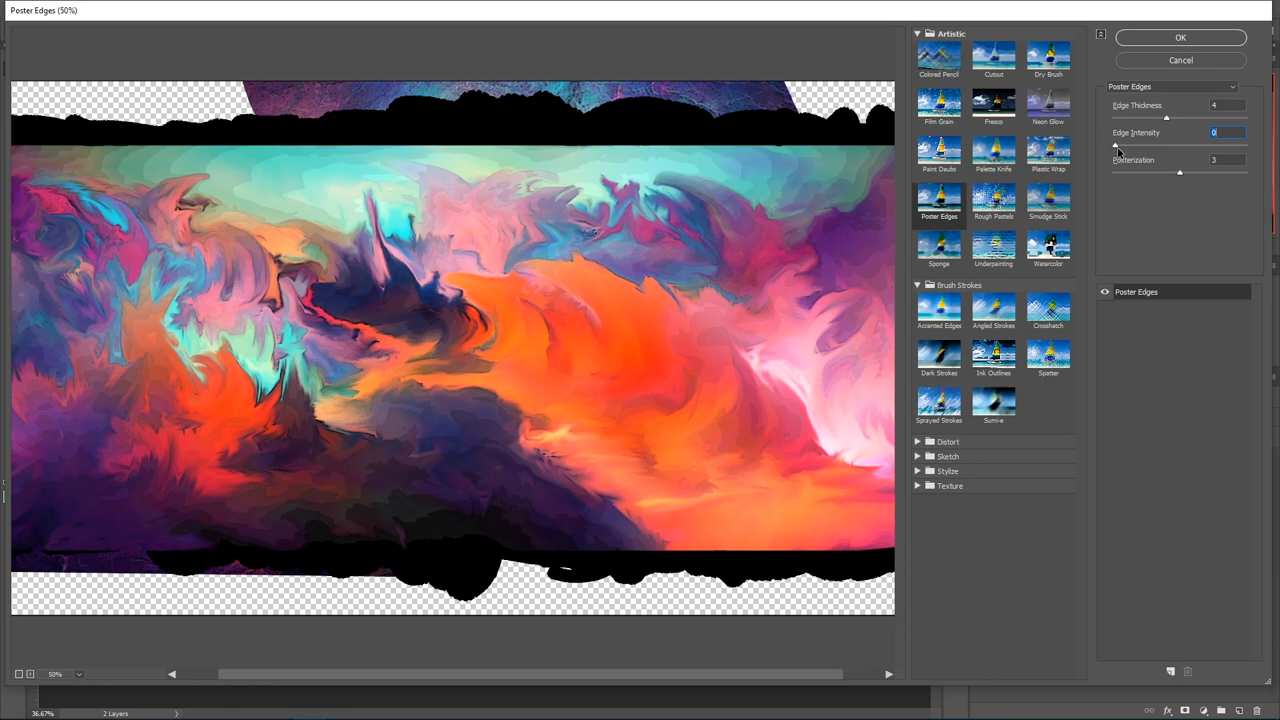 Poster Edges (50%)
Artistic
Colored Pencil
Cutout
Dry Brush
Film Grain
Fresco
Neon Glow
Paint Daubs
Palette Knife
Plastic Wrap
Poster Edges
Rough Pastels
Smudge Stick
Sponge
Underpainting
Watercolor
Brush Strokes
Accented Edges
Angled Strokes
Crosshatch
Dark Strokes
Ink Outlines
Spatter
Sprayed Strokes
Sumi-e
Distort
Sketch
Stylize
Texture
OK
Cancel
Poster Edges
Edge Thickness 4
Edge Intensity 0
Posterization 3
Poster Edges
50%
36.67% 2 Layers
fx